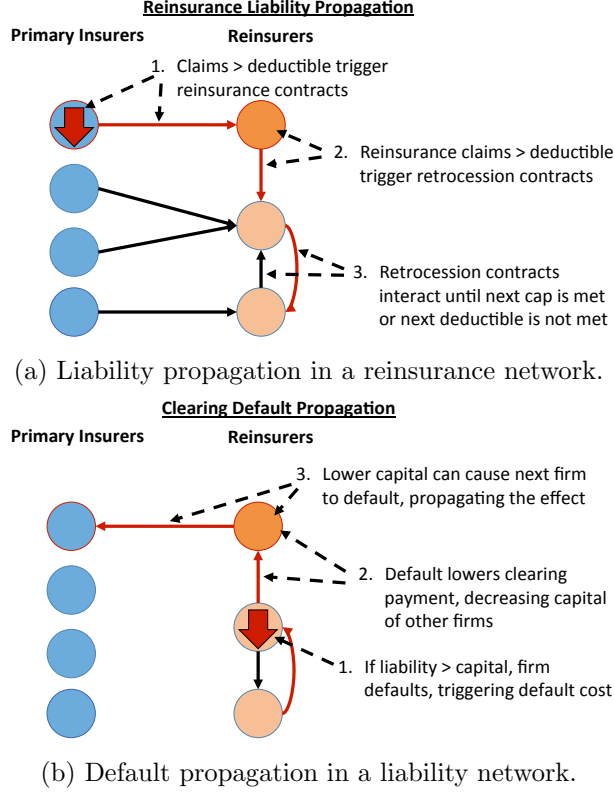 Reinsurance Liability Propagation
Primary Insurers Reinsurers
1. Claims > deductible trigger
reinsurance contracts
2. Reinsurance claims > deductible
trigger retrocession contracts
3. Retrocession contracts
interact until next cap is met
or next deductible is not met
(a) Liability propagation in a reinsurance network.
Clearing Default Propagation
Primary Insurers Reinsurers
3. Lower capital can cause next firm
to default, propagating the effect
2. Default lowers clearing
payment, decreasing capital
of other firms
1. If liability > capital, firm
defaults, triggering default cost
(b) Default propagation in a liability network.